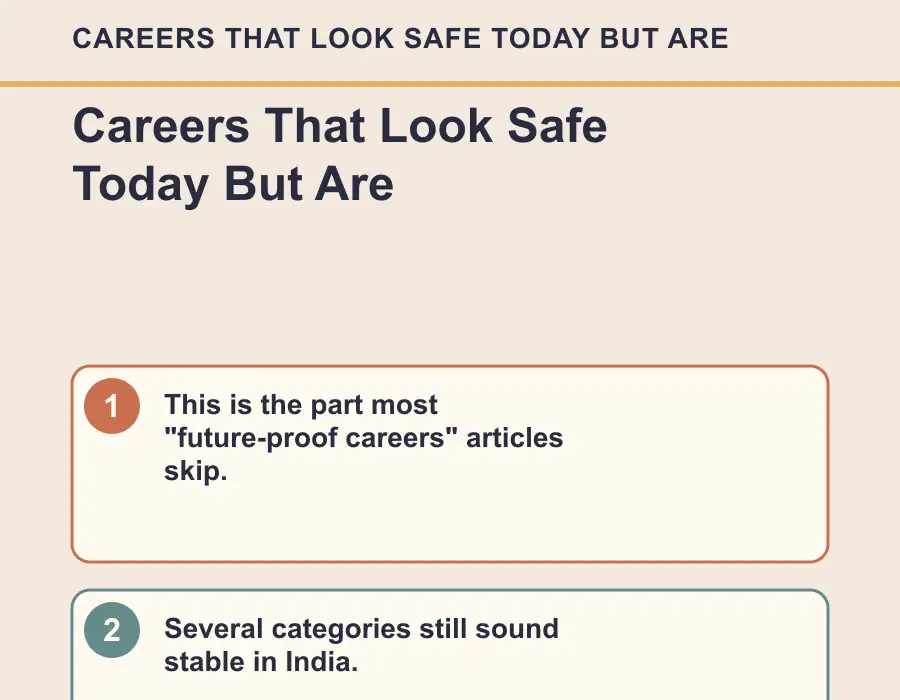 CAREERS THAT LOOK SAFE TODAY BUT ARE
Careers That Look Safe
Today But Are
1
This is the part most
"future-proof careers" articles
skip.
2
Several categories still sound
stable in India.